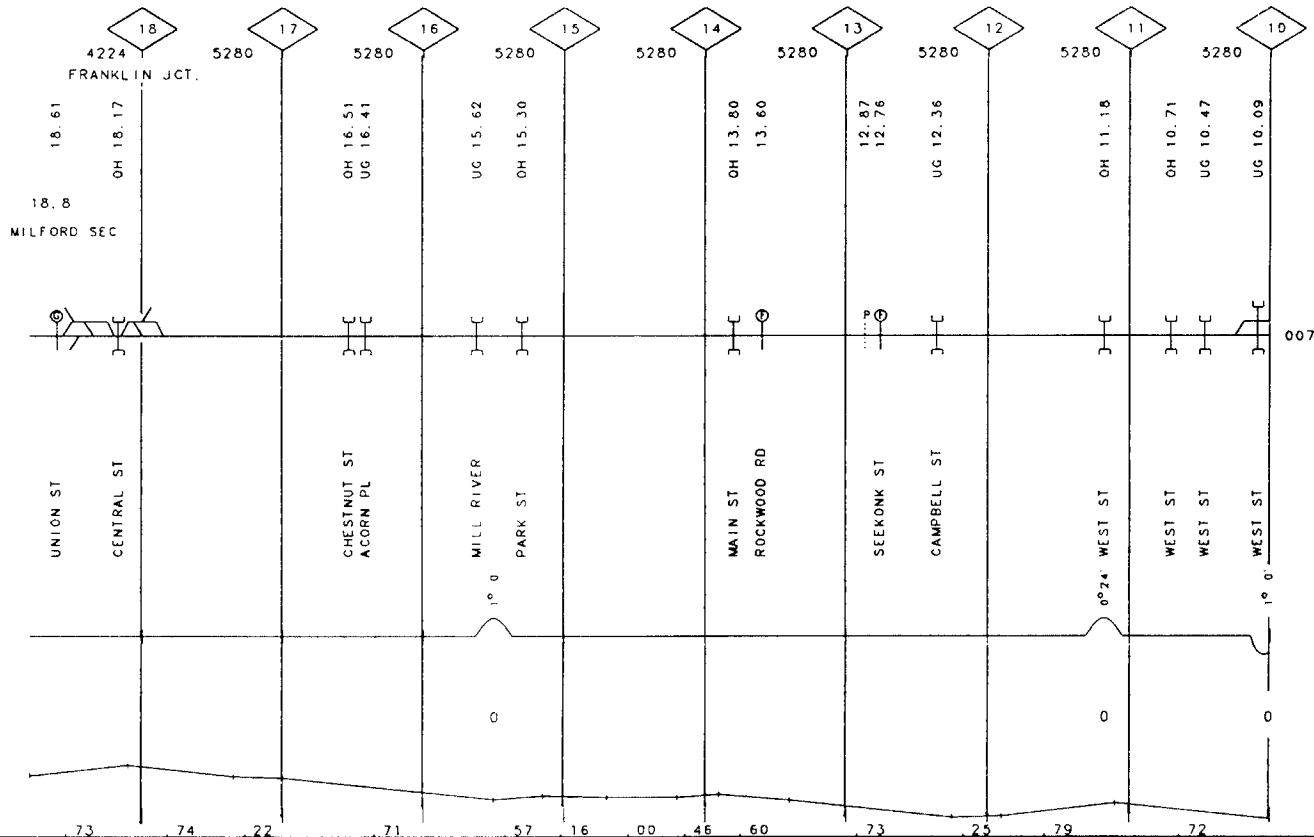 18 17 16 15 14 13 12 11 10
4224 5280 5280 5280 5280 5280 5280 5280 5280
FRANKLIN JCT.
18.61
OH 18.17
OH 16.51
UG 16.41
UG 15.62
OH 15.30
OH 13.80
13.60
12.87
12.76
UG 12.36
OH 11.18
OH 10.71
UG 10.47
UG 10.09
18.8
MILFORD SEC
G
F
P F
007
UNION ST
CENTRAL ST
CHESTNUT ST
ACORN PL
MILL RIVER
PARK ST
MAIN ST
ROCKWOOD RD
SEEKONK ST
CAMPBELL ST
WEST ST
WEST ST
WEST ST
WEST ST
1° 0
0°24'
1° 0'
0 0 0
.73 .74 .22 .71 .57 .16 .00 .46 .60 .73 .25 .79 .72